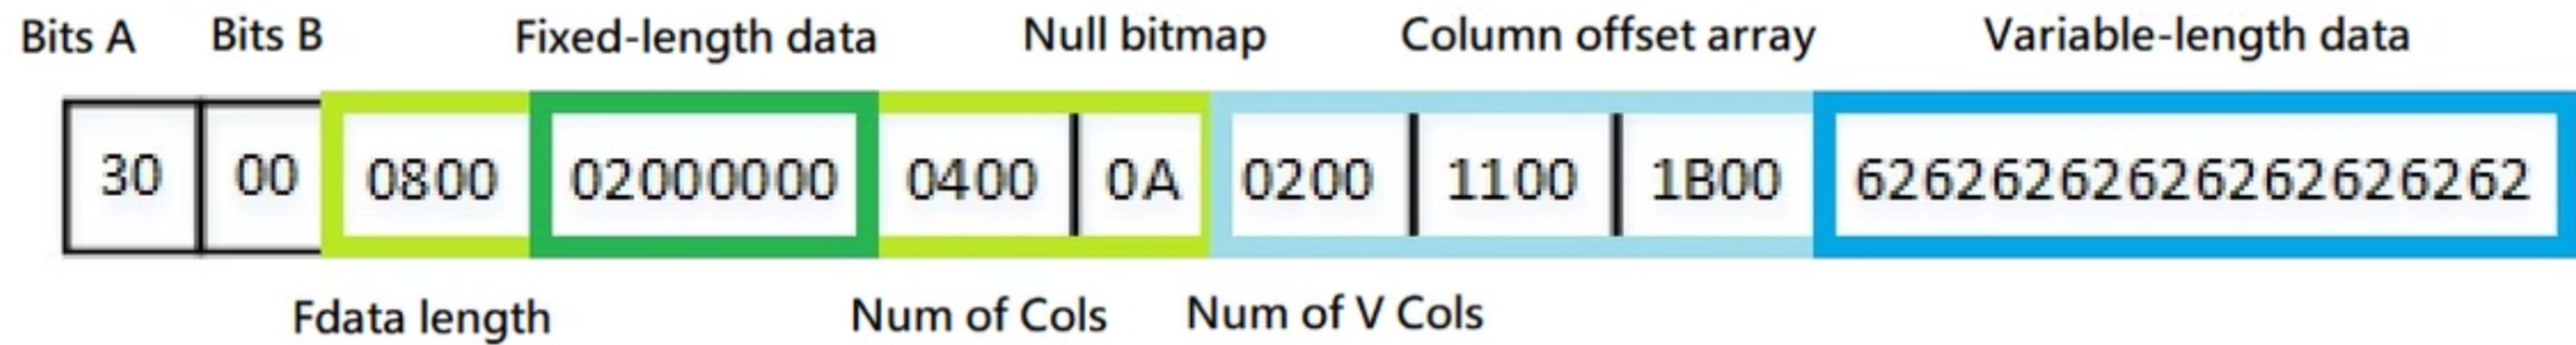 Bits A Bits B Fixed-length data Null bitmap Column offset array Variable-length data
30 00 0800 02000000 0400 0A 0200 1100 1B00 62626262626262626262
Fdata length Num of Cols Num of V Cols